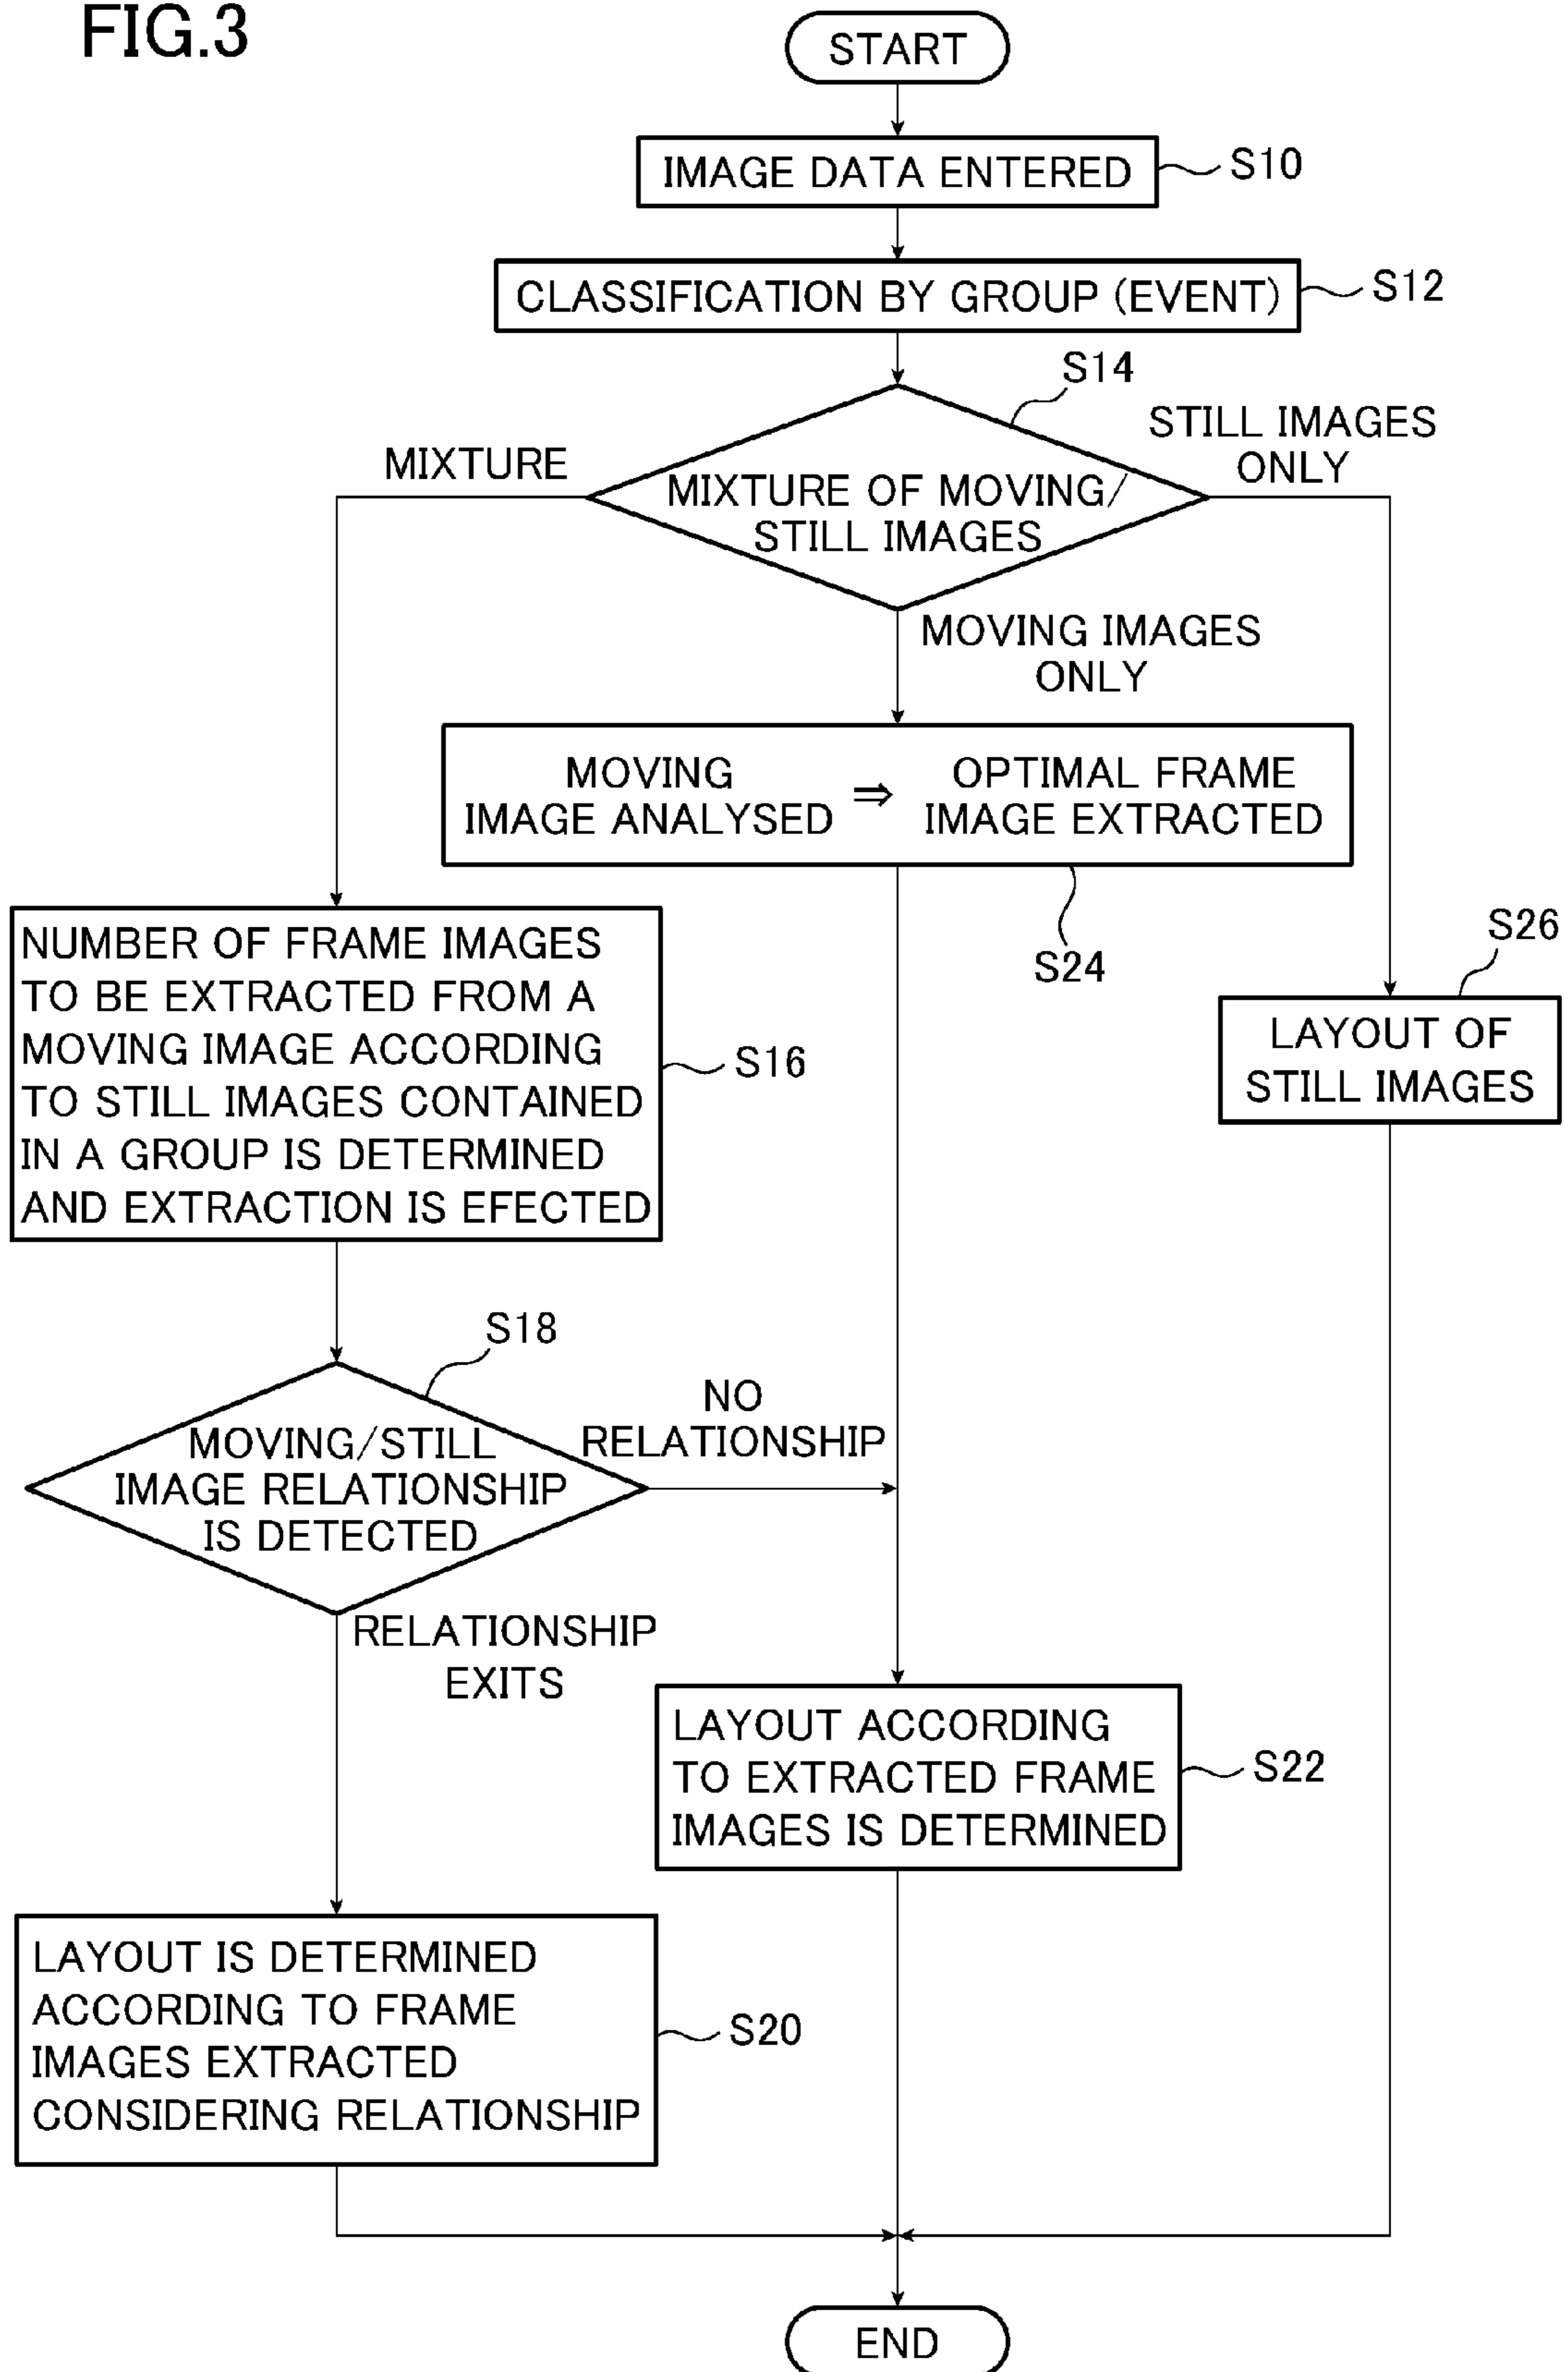 FIG.3
START
IMAGE DATA ENTERED
S10
CLASSIFICATION BY GROUP (EVENT)
S12
S14
MIXTURE OF MOVING/
STILL IMAGES
MIXTURE
STILL IMAGES
ONLY
MOVING IMAGES
ONLY
MOVING
IMAGE ANALYSED
⇒
OPTIMAL FRAME
IMAGE EXTRACTED
S24
NUMBER OF FRAME IMAGES
TO BE EXTRACTED FROM A
MOVING IMAGE ACCORDING
TO STILL IMAGES CONTAINED
IN A GROUP IS DETERMINED
AND EXTRACTION IS EFECTED
S16
S26
LAYOUT OF
STILL IMAGES
S18
MOVING/STILL
IMAGE RELATIONSHIP
IS DETECTED
NO
RELATIONSHIP
RELATIONSHIP
EXITS
LAYOUT ACCORDING
TO EXTRACTED FRAME
IMAGES IS DETERMINED
S22
LAYOUT IS DETERMINED
ACCORDING TO FRAME
IMAGES EXTRACTED
CONSIDERING RELATIONSHIP
S20
END